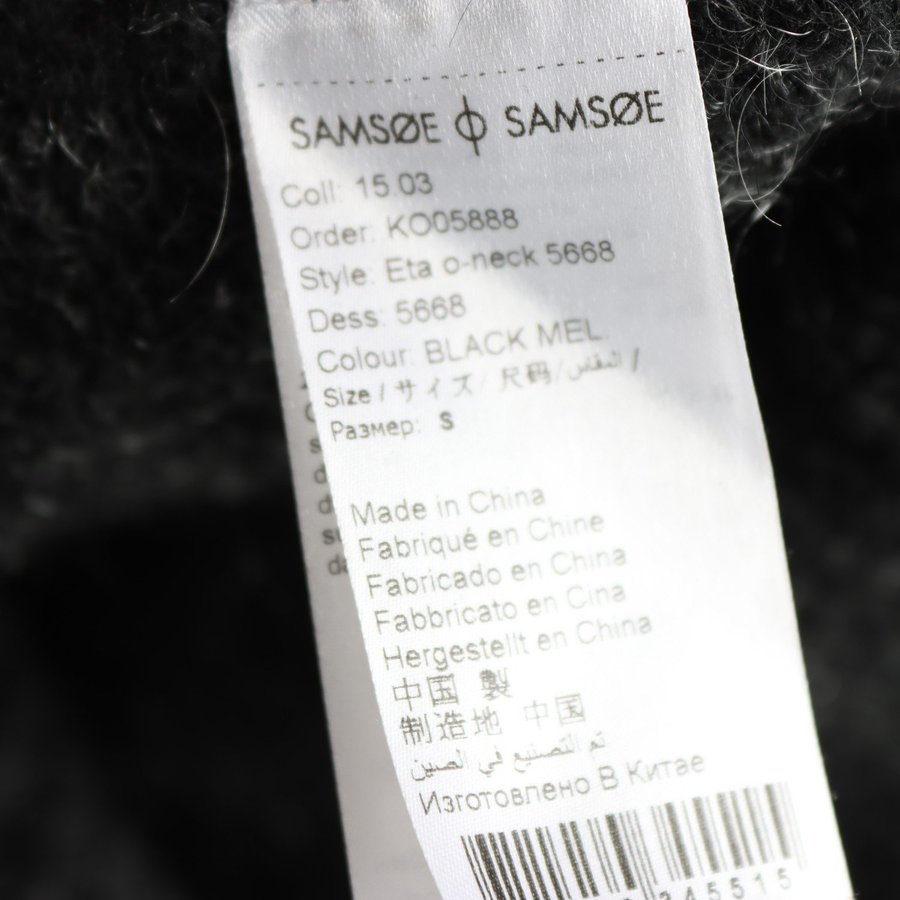 SAMSØE ϕ SAMSØE
Coll: 15.03
Order: KO05888
Style: Eta o-neck 5668
Dess: 5668
Colour: BLACK MEL.
Size / サイズ / 尺码 / المقاس /
Размер: S
Made in China
Fabriqué en Chine
Fabricado en China
Fabbricato en Cina
Hergestellt en China
中国 製
制造地 中国
تم التصنيع في الصين
Изготовлено В Китае
345515